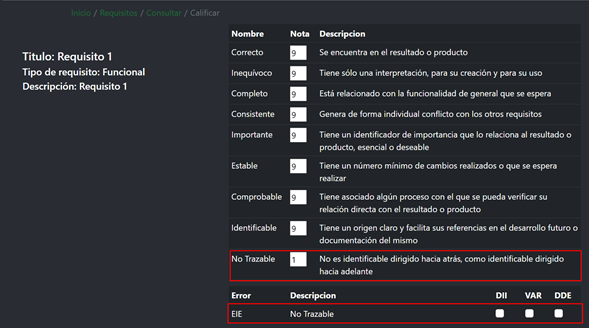 Inicio / Requisitos / Consultar / Calificar
Titulo: Requisito 1
Tipo de requisito: Funcional
Descripción: Requisito 1
Nombre Nota Descripcion
Correcto 9 Se encuentra en el resultado o producto
Inequívoco 9 Tiene sólo una interpretación, para su creación y para su uso
Completo 9 Está relacionado con la funcionalidad de general que se espera
Consistente 9 Genera de forma individual conflicto con los otros requisitos
Importante 9 Tiene un identificador de importancia que lo relaciona al resultado o
producto, esencial o deseable
Estable 9 Tiene un número mínimo de cambios realizados o que se espera
realizar
Comprobable 9 Tiene asociado algún proceso con el que se pueda verificar su
relación directa con el resultado o producto
Identificable 9 Tiene un origen claro y facilita sus referencias en el desarrollo futuro o
documentación del mismo
No Trazable 1 No es identificable dirigido hacia atrás, como identificable dirigido
hacia adelante
Error Descripcion DII VAR DDE
EIE No Trazable